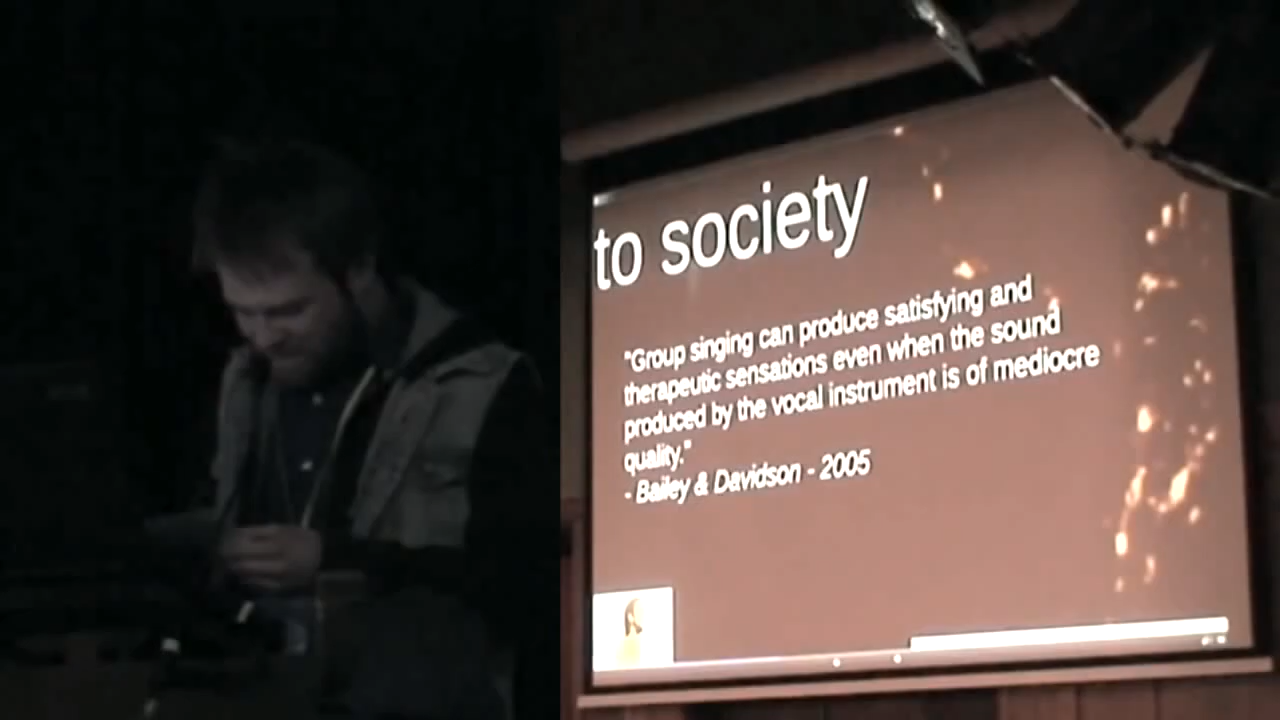 to society
"Group singing can produce satisfying and
therapeutic sensations even when the sound
produced by the vocal instrument is of mediocre
quality."
- Bailey & Davidson - 2005